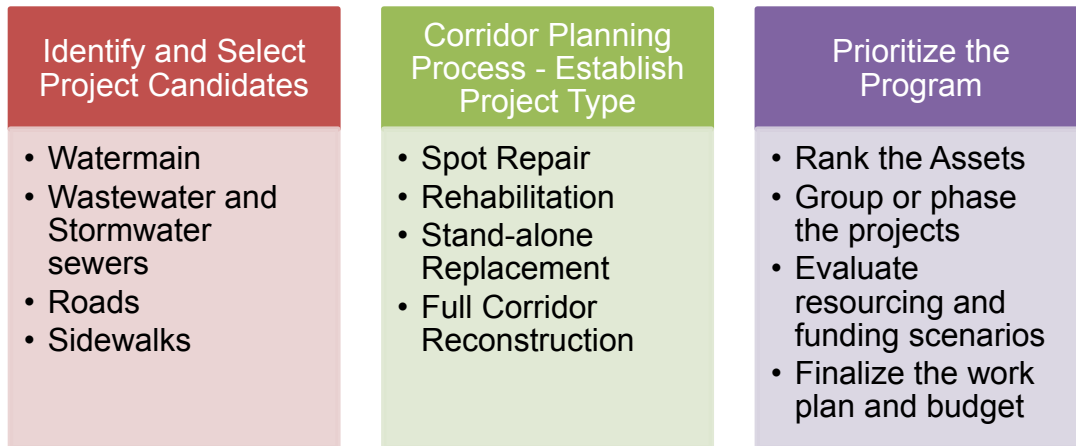 Identify and Select
Project Candidates
• Watermain
• Wastewater and
Stormwater
sewers
• Roads
• Sidewalks
Corridor Planning
Process - Establish
Project Type
• Spot Repair
• Rehabilitation
• Stand-alone
Replacement
• Full Corridor
Reconstruction
Prioritize the
Program
• Rank the Assets
• Group or phase
the projects
• Evaluate
resourcing and
funding scenarios
• Finalize the work
plan and budget